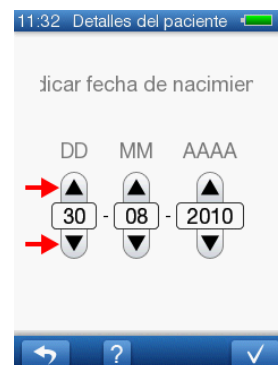 11:32 Detalles del paciente
dicar fecha de nacimier
DD MM AAAA
30 - 08 - 2010
?